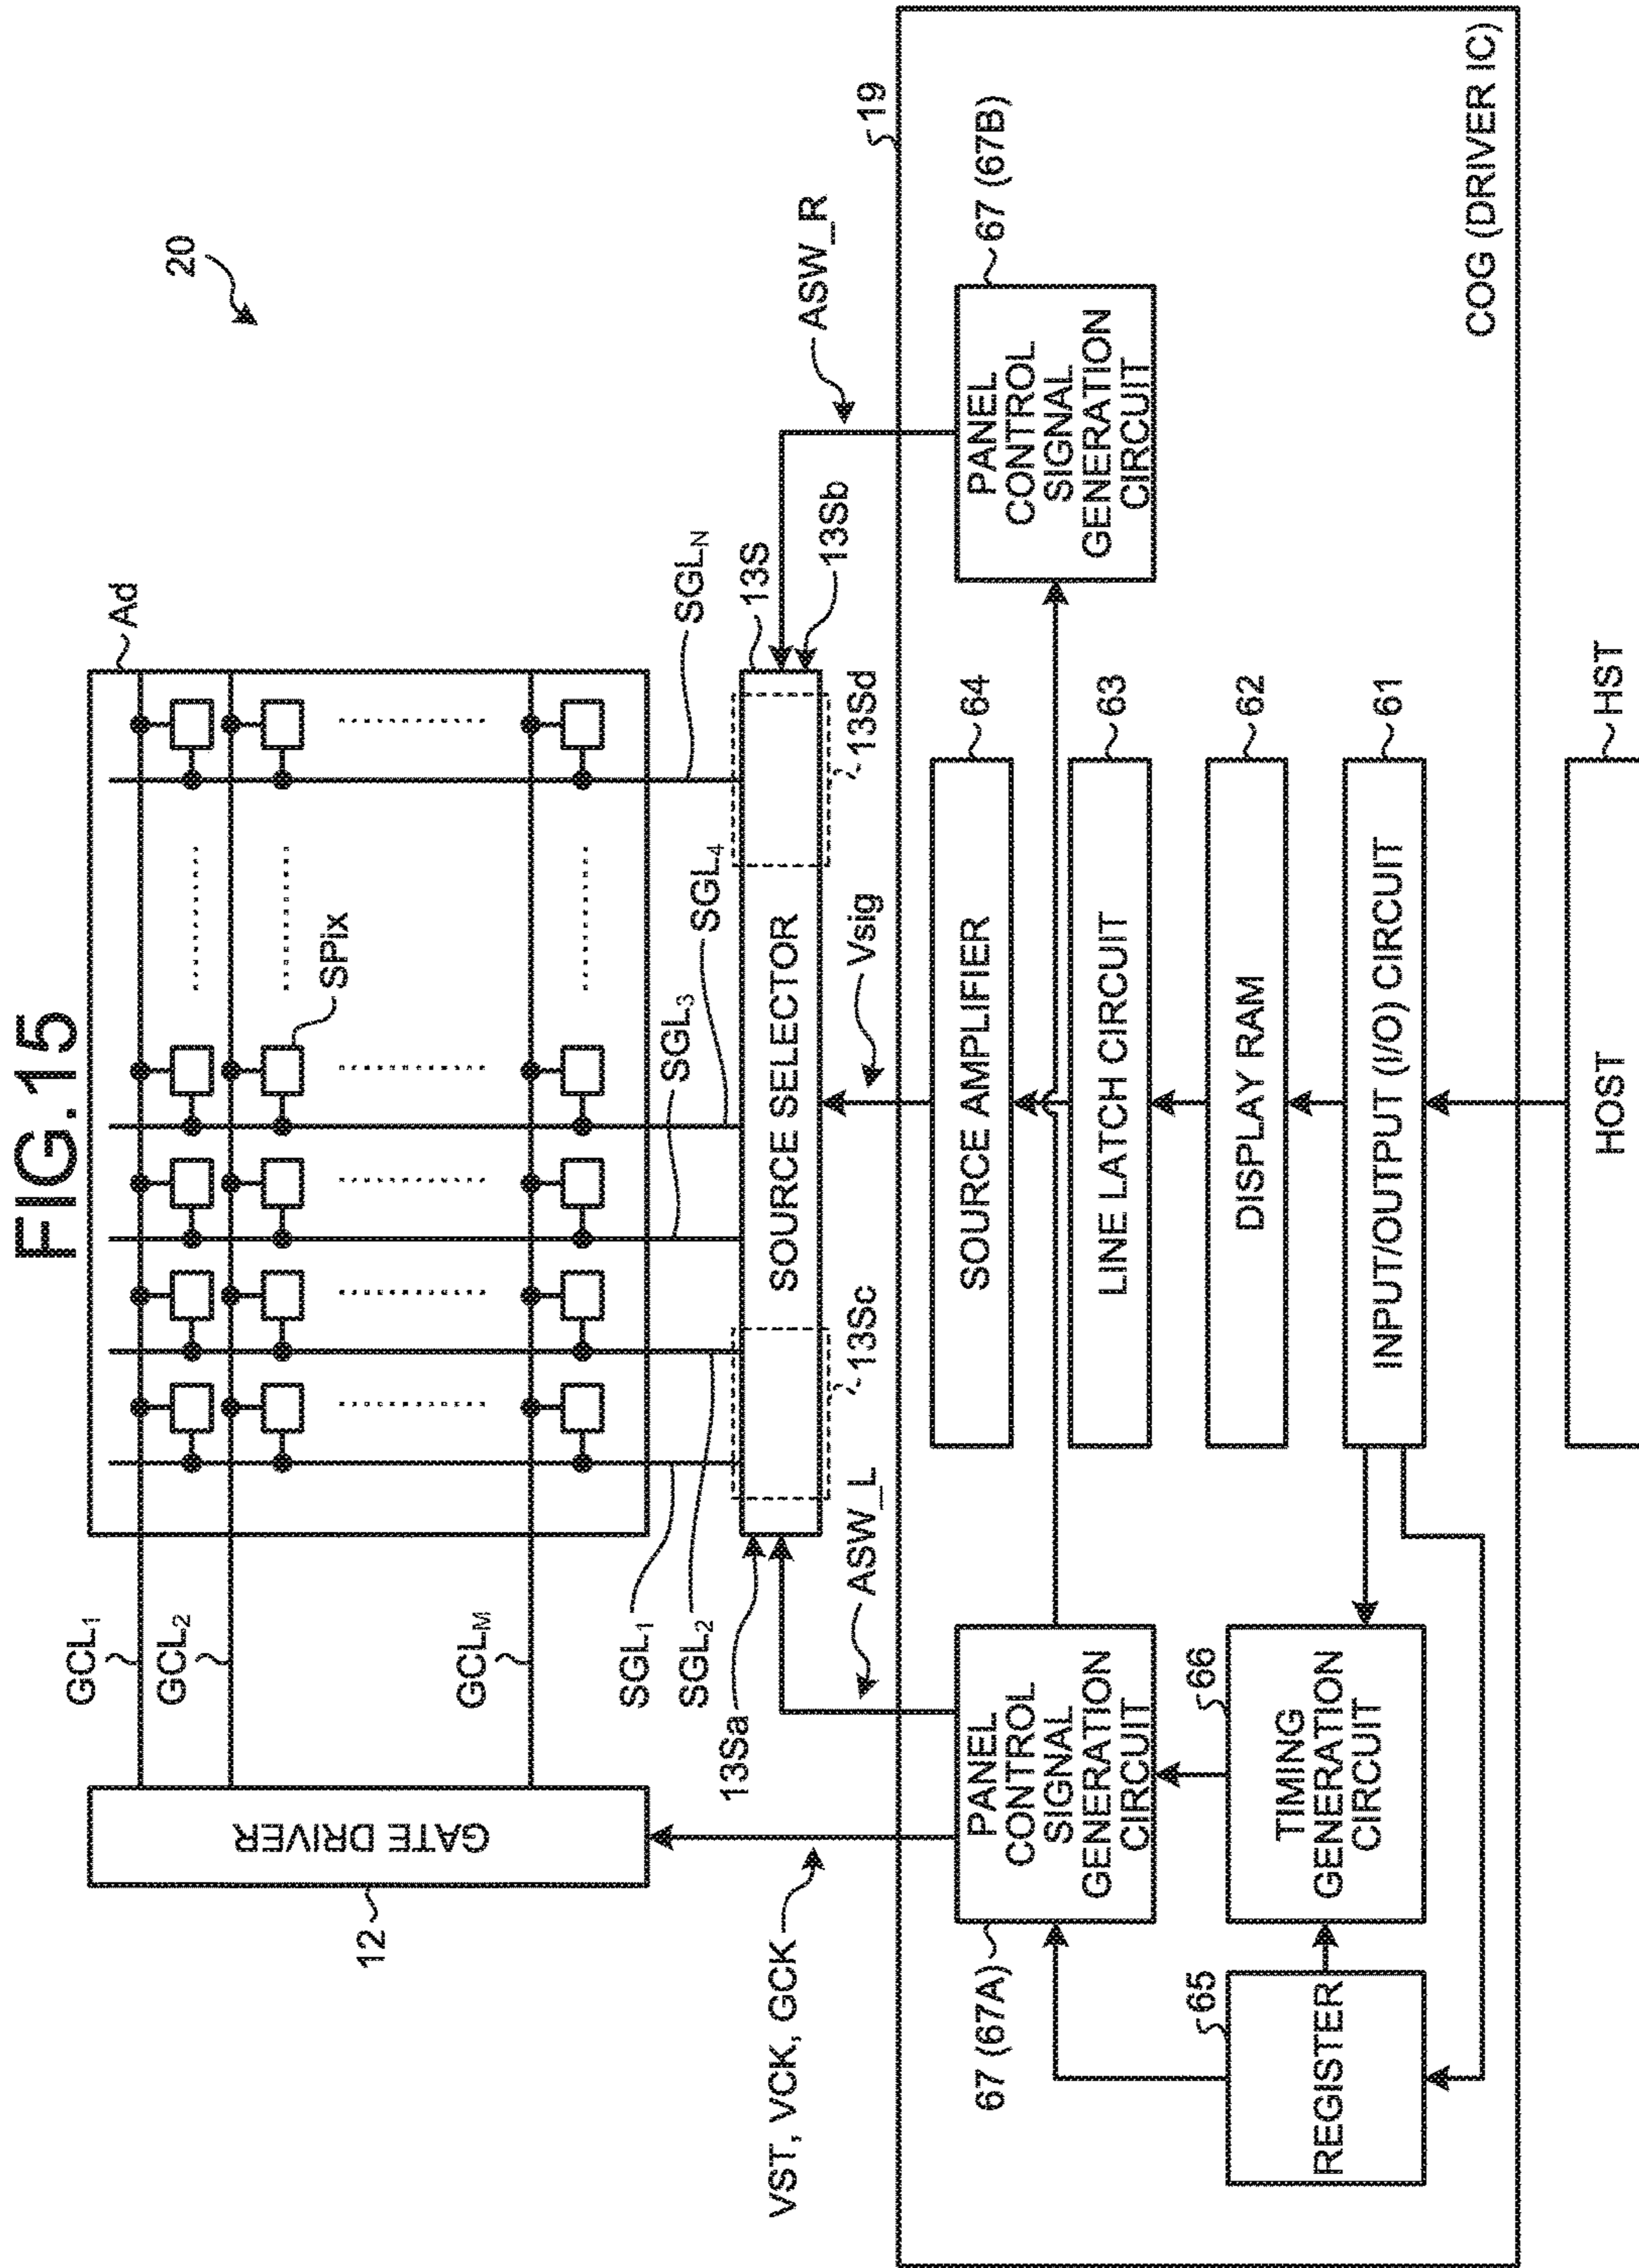 FIG.15
20
Ad
GCL1
GCL2
GCLM
GATE DRIVER
12
SPix
SGL1
SGL2
SGL3
SGL4
SGLN
13Sa
13S
13Sb
SOURCE SELECTOR
13Sc
13Sd
VST, VCK, GCK
ASW_L
Vsig
ASW_R
19
67 (67A)
PANEL
CONTROL
SIGNAL
GENERATION
CIRCUIT
SOURCE AMPLIFIER
64
PANEL
CONTROL
SIGNAL
GENERATION
CIRCUIT
67 (67B)
LINE LATCH CIRCUIT
63
65
REGISTER
66
TIMING
GENERATION
CIRCUIT
DISPLAY RAM
62
INPUT/OUTPUT (I/O) CIRCUIT
61
COG (DRIVER IC)
HOST
HST